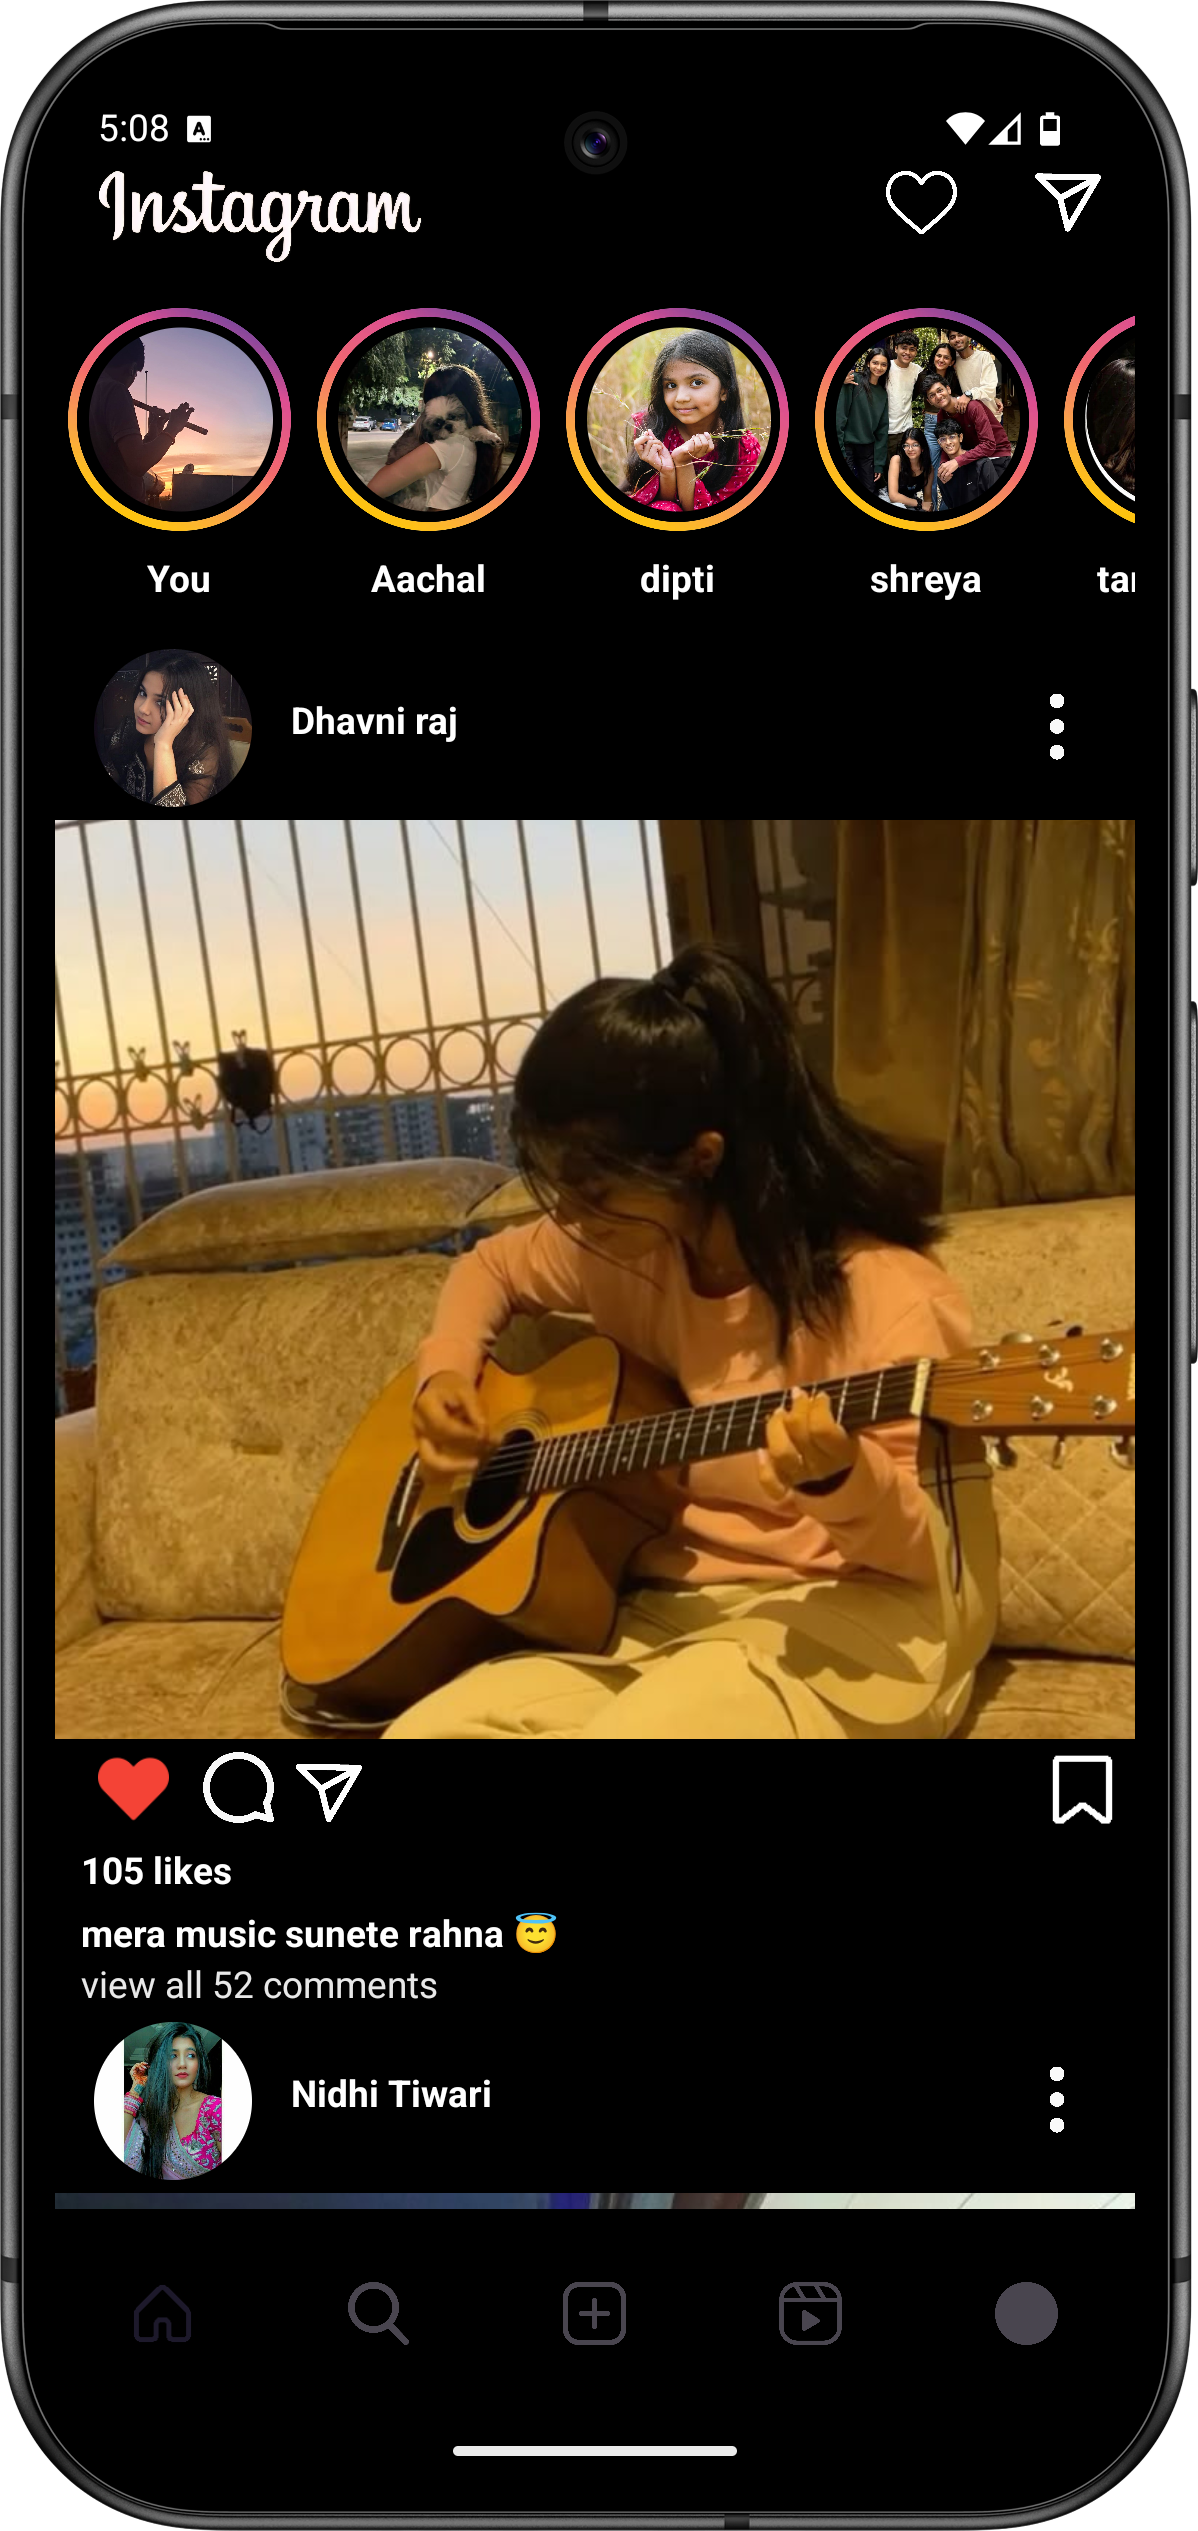 5:08
Instagram
You
Aachal
dipti
shreya
Dhavni raj
105 likes
mera music sunete rahna 😇
view all 52 comments
Nidhi Tiwari